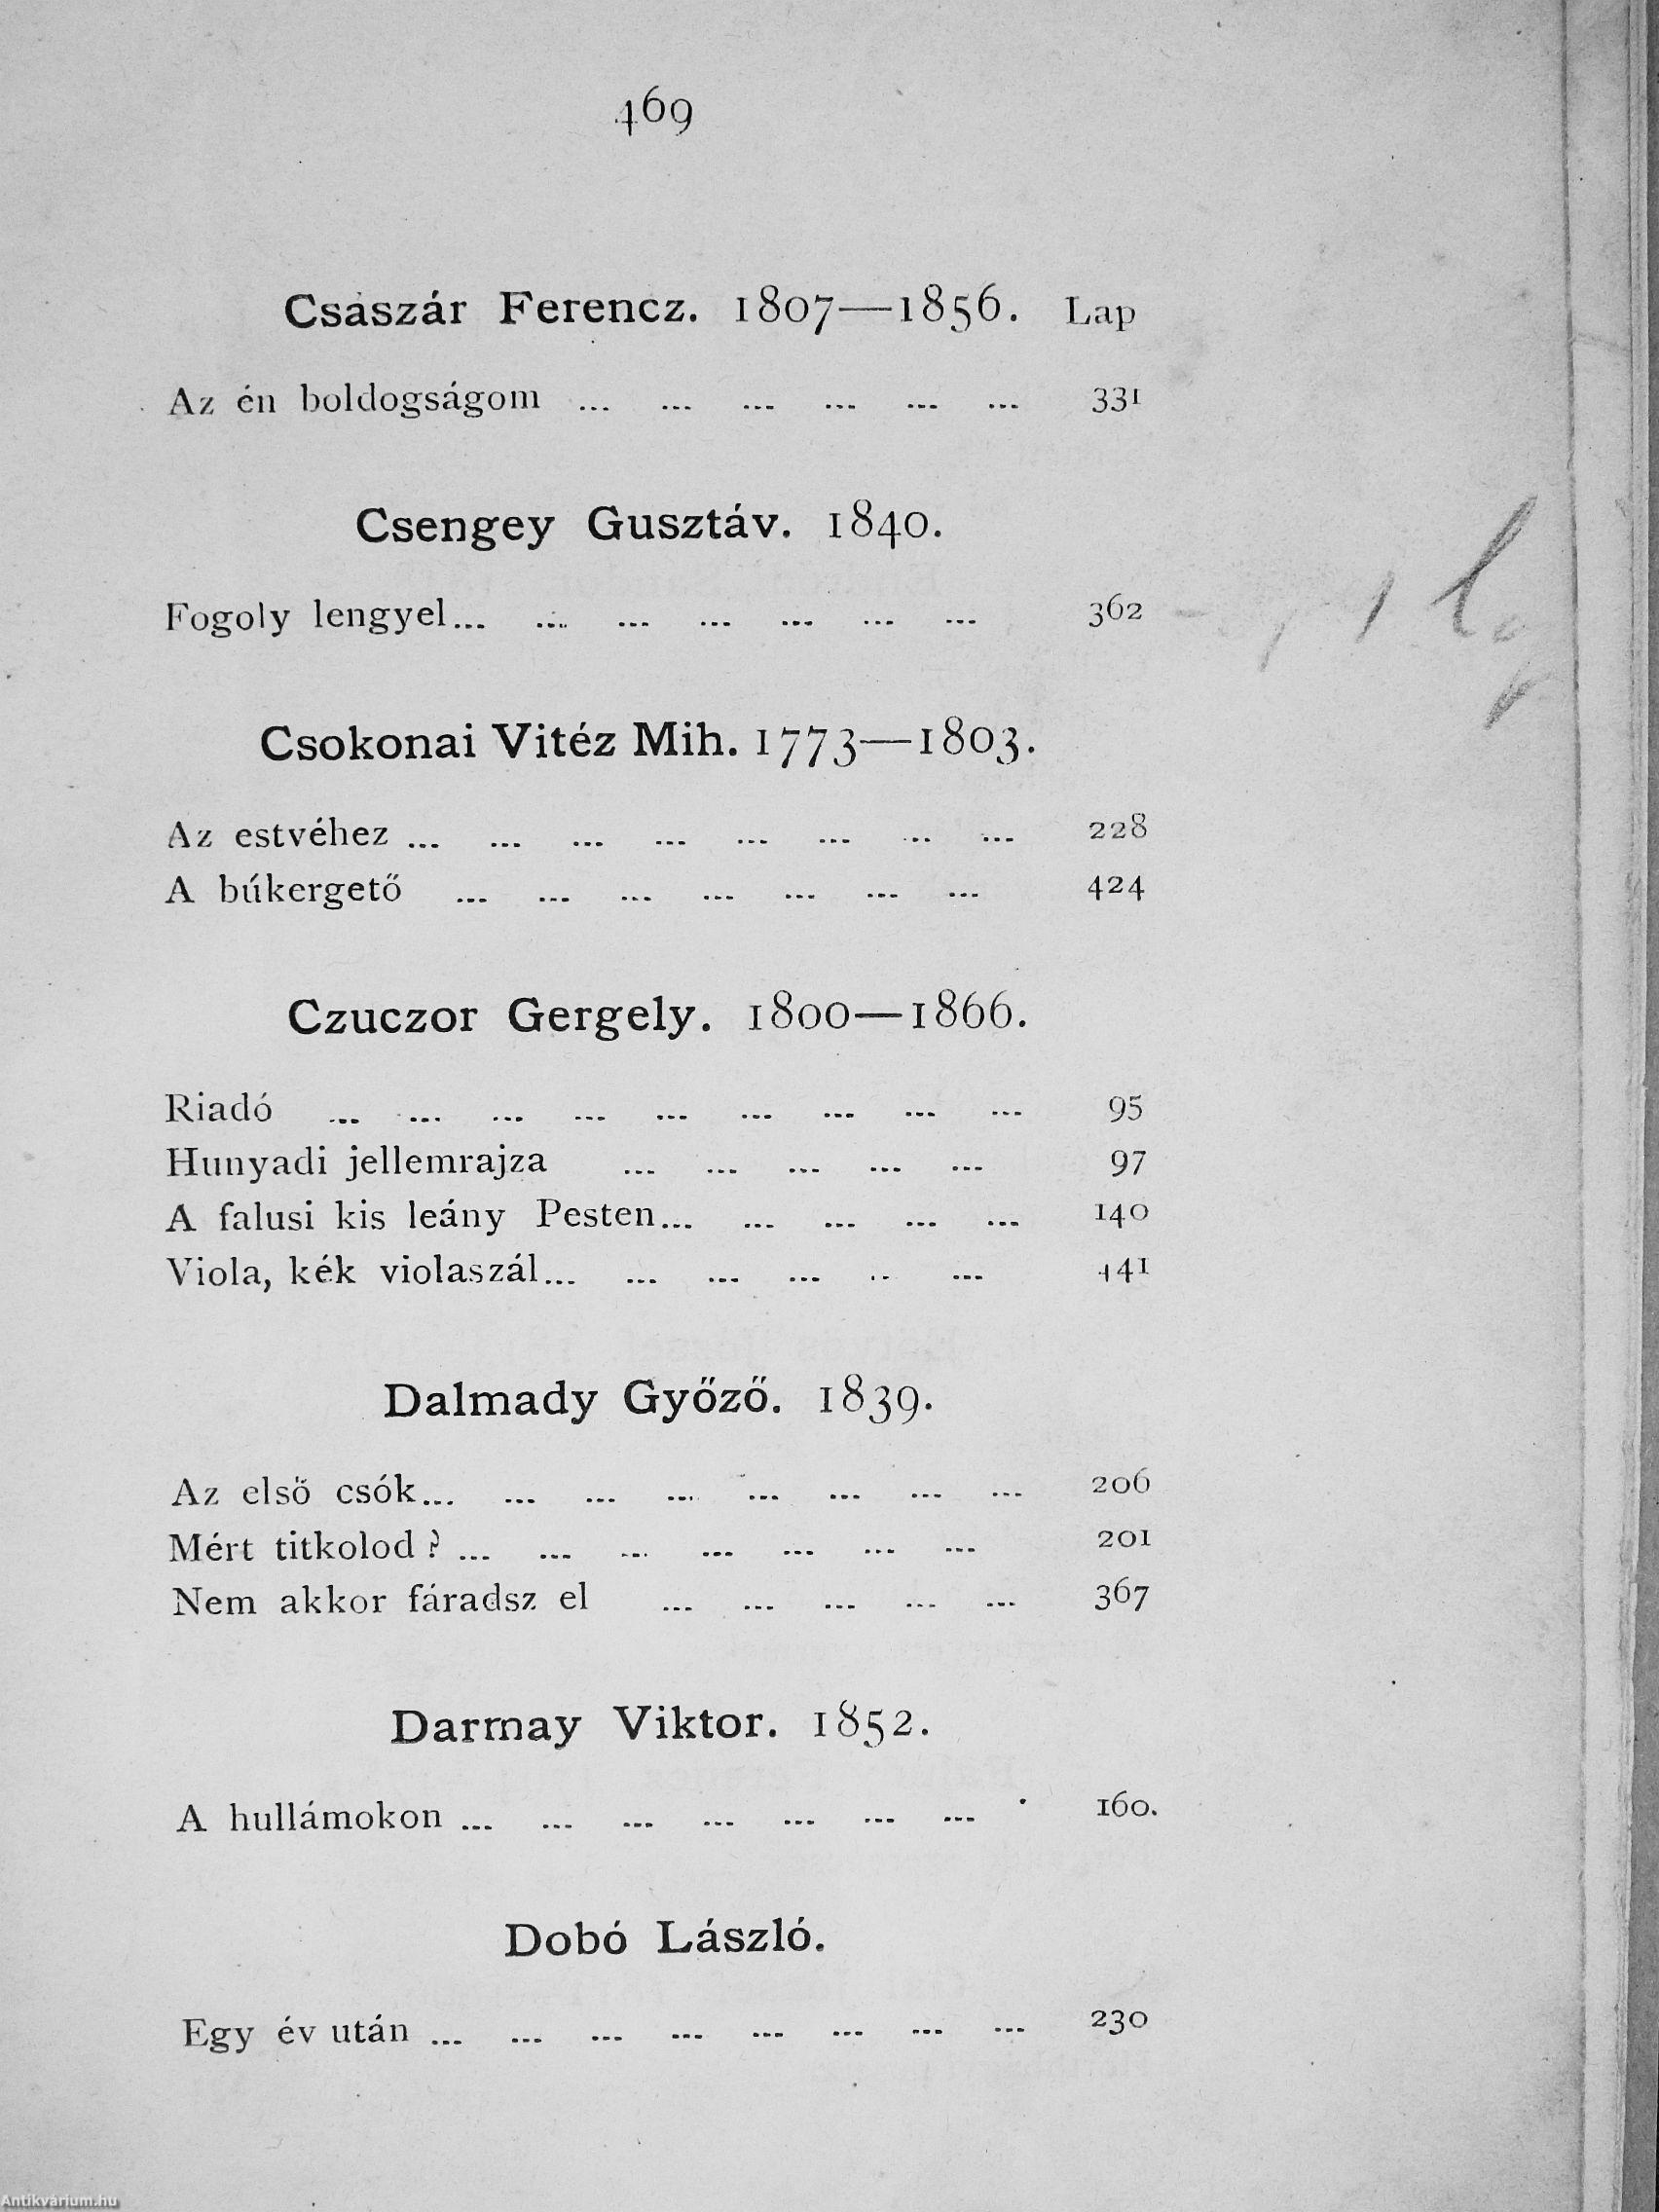 469
Császár Ferencz. 1807—1856. Lap
Az én boldogságom ... ... ... ... ... ... 331
Csengey Gusztáv. 1840.
Fogoly lengyel... ... ... ... ... ... ... 362
Csokonai Vitéz Mih. 1773—1803.
Az estvéhez ... ... ... ... ... ... ... ... 228
A búkergető ... ... ... ... ... ... ... 424
Czuczor Gergely. 1800—1866.
Riadó ... ... ... ... ... ... ... ... ... 95
Hunyadi jellemrajza ... ... ... ... ... 97
A falusi kis leány Pesten... ... ... ... ... 140
Viola, kék violaszál... ... ... ... ... ... 141
Dalmady Győző. 1839.
Az első csók... ... ... ... ... ... ... ... 206
Mért titkolod? ... ... ... ... ... ... ... 201
Nem akkor fáradsz el ... ... ... ... ... 367
Darmay Viktor. 1852.
A hullámokon ... ... ... ... ... ... ... 160.
Dobó László.
Egy év után ... ... ... ... ... ... ... ... 230
Antikvárium.hu